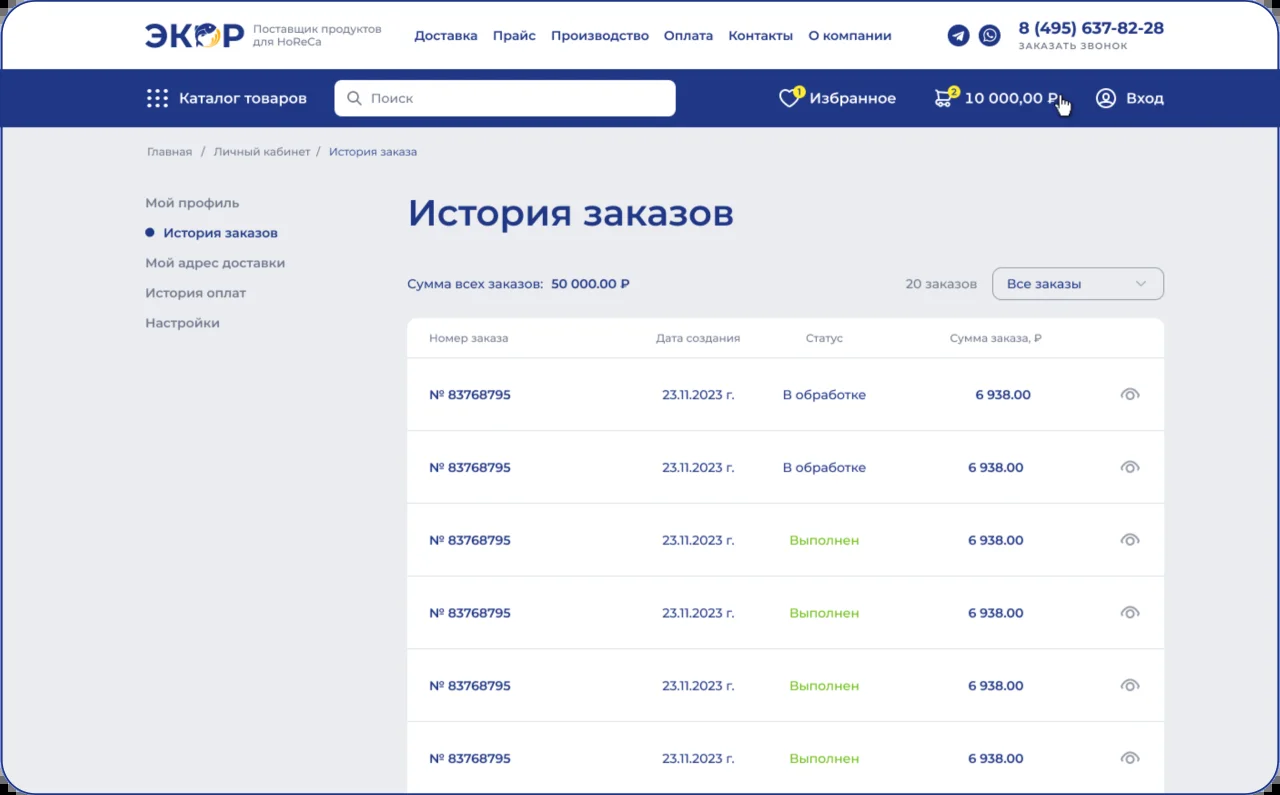 ЭКОР
Поставщик продуктов
для HoReCa
Доставка Прайс Производство Оплата Контакты О компании
8 (495) 637-82-28
ЗАКАЗАТЬ ЗВОНОК
Каталог товаров
Поиск
1 Избранное
2 10 000,00 ₽
Вход
Главная / Личный кабинет / История заказа
Мой профиль
История заказов
Мой адрес доставки
История оплат
Настройки
История заказов
Сумма всех заказов: 50 000.00 ₽
20 заказов
Все заказы
Номер заказа Дата создания Статус Сумма заказа, ₽
№ 83768795 23.11.2023 г. В обработке 6 938.00
№ 83768795 23.11.2023 г. В обработке 6 938.00
№ 83768795 23.11.2023 г. Выполнен 6 938.00
№ 83768795 23.11.2023 г. Выполнен 6 938.00
№ 83768795 23.11.2023 г. Выполнен 6 938.00
№ 83768795 23.11.2023 г. Выполнен 6 938.00